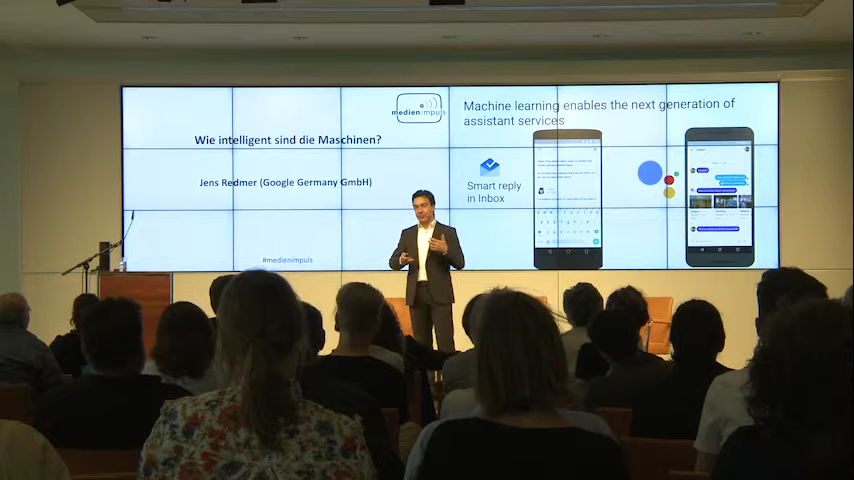 medienimpuls
Wie intelligent sind die Maschinen?
Jens Redmer (Google Germany GmbH)
#medienimpuls
Machine learning enables the next generation of
assistant services
Smart reply
in Inbox